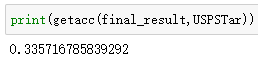 print(getacc(final_result,USPSTar))
0.335716785839292